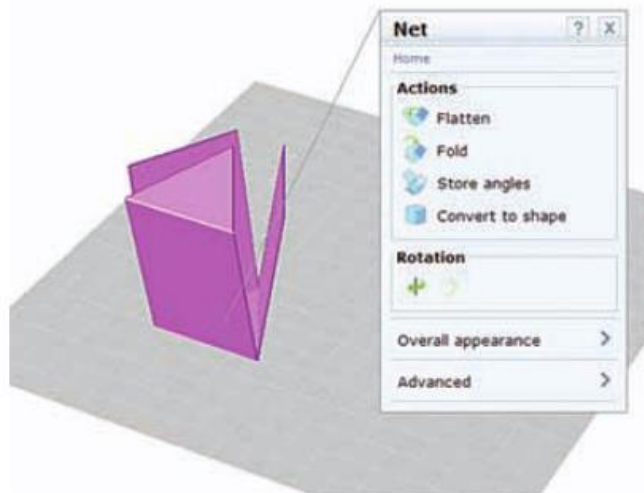 Net ? X
Home
Actions
Flatten
Fold
Store angles
Convert to shape
Rotation
Overall appearance
Advanced